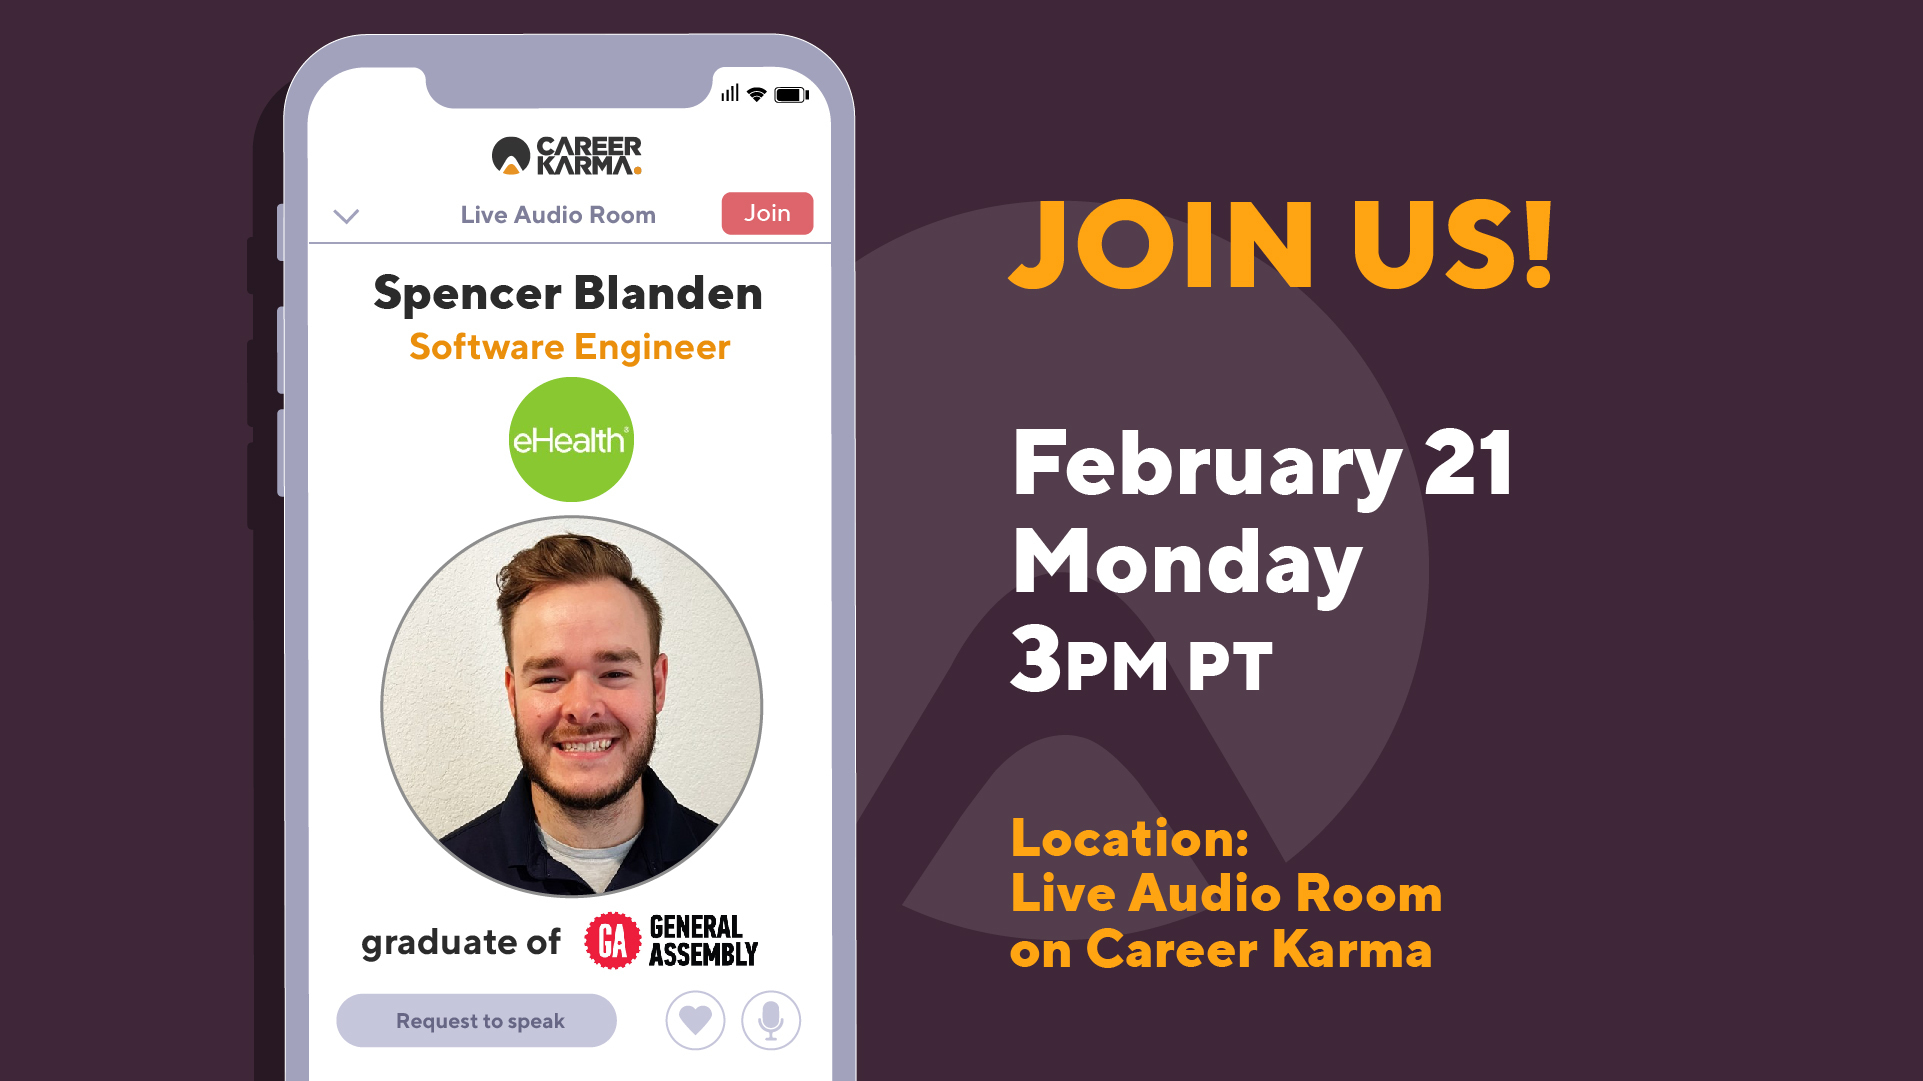 CAREER
KARMA.
Live Audio Room
Join
Spencer Blanden
Software Engineer
eHealth®
graduate of
GA
GENERAL
ASSEMBLY
Request to speak
JOIN US!
February 21
Monday
3PM PT
Location:
Live Audio Room
on Career Karma